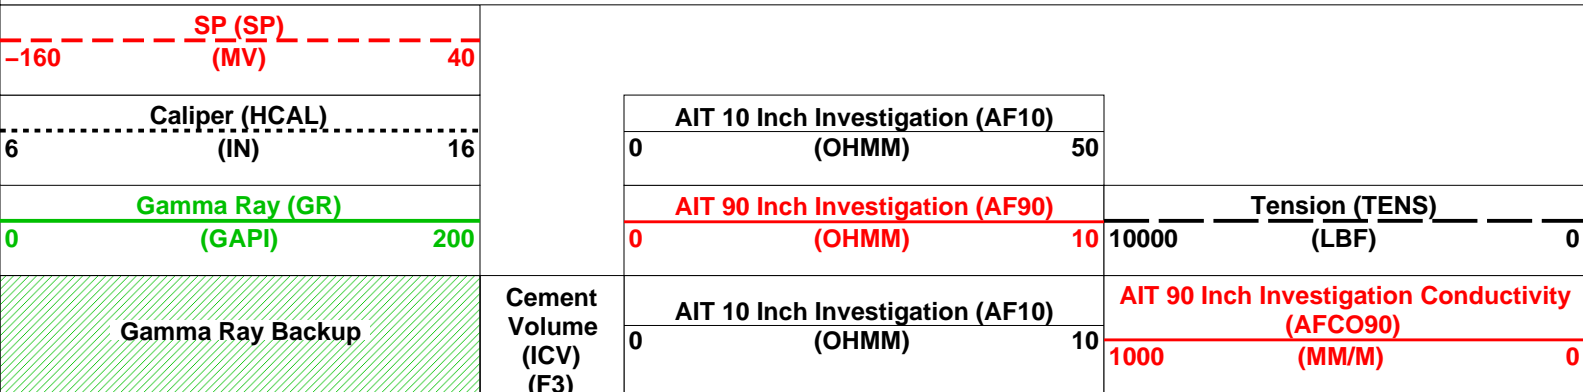 SP (SP)
−160 (MV) 40
Caliper (HCAL)
6 (IN) 16
Gamma Ray (GR)
0 (GAPI) 200
Gamma Ray Backup
Cement
Volume
(ICV)
(F3)
AIT 10 Inch Investigation (AF10)
0 (OHMM) 50
AIT 90 Inch Investigation (AF90)
0 (OHMM) 10
AIT 10 Inch Investigation (AF10)
0 (OHMM) 10
Tension (TENS)
10000 (LBF) 0
AIT 90 Inch Investigation Conductivity
(AFCO90)
1000 (MM/M) 0